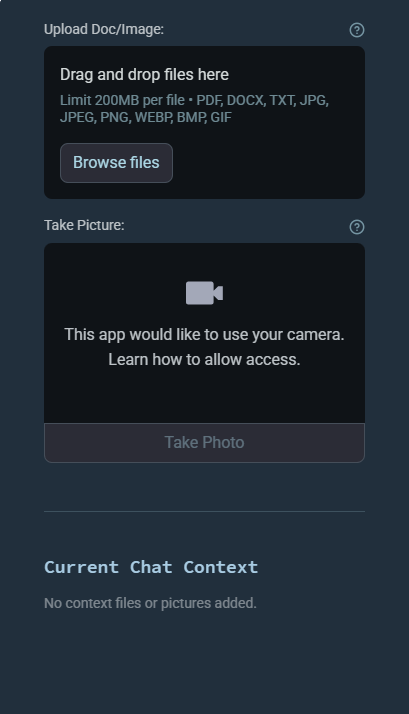 Upload Doc/Image:
Drag and drop files here
Limit 200MB per file • PDF, DOCX, TXT, JPG,
JPEG, PNG, WEBP, BMP, GIF
Browse files
Take Picture:
This app would like to use your camera.
Learn how to allow access.
Take Photo
Current Chat Context
No context files or pictures added.